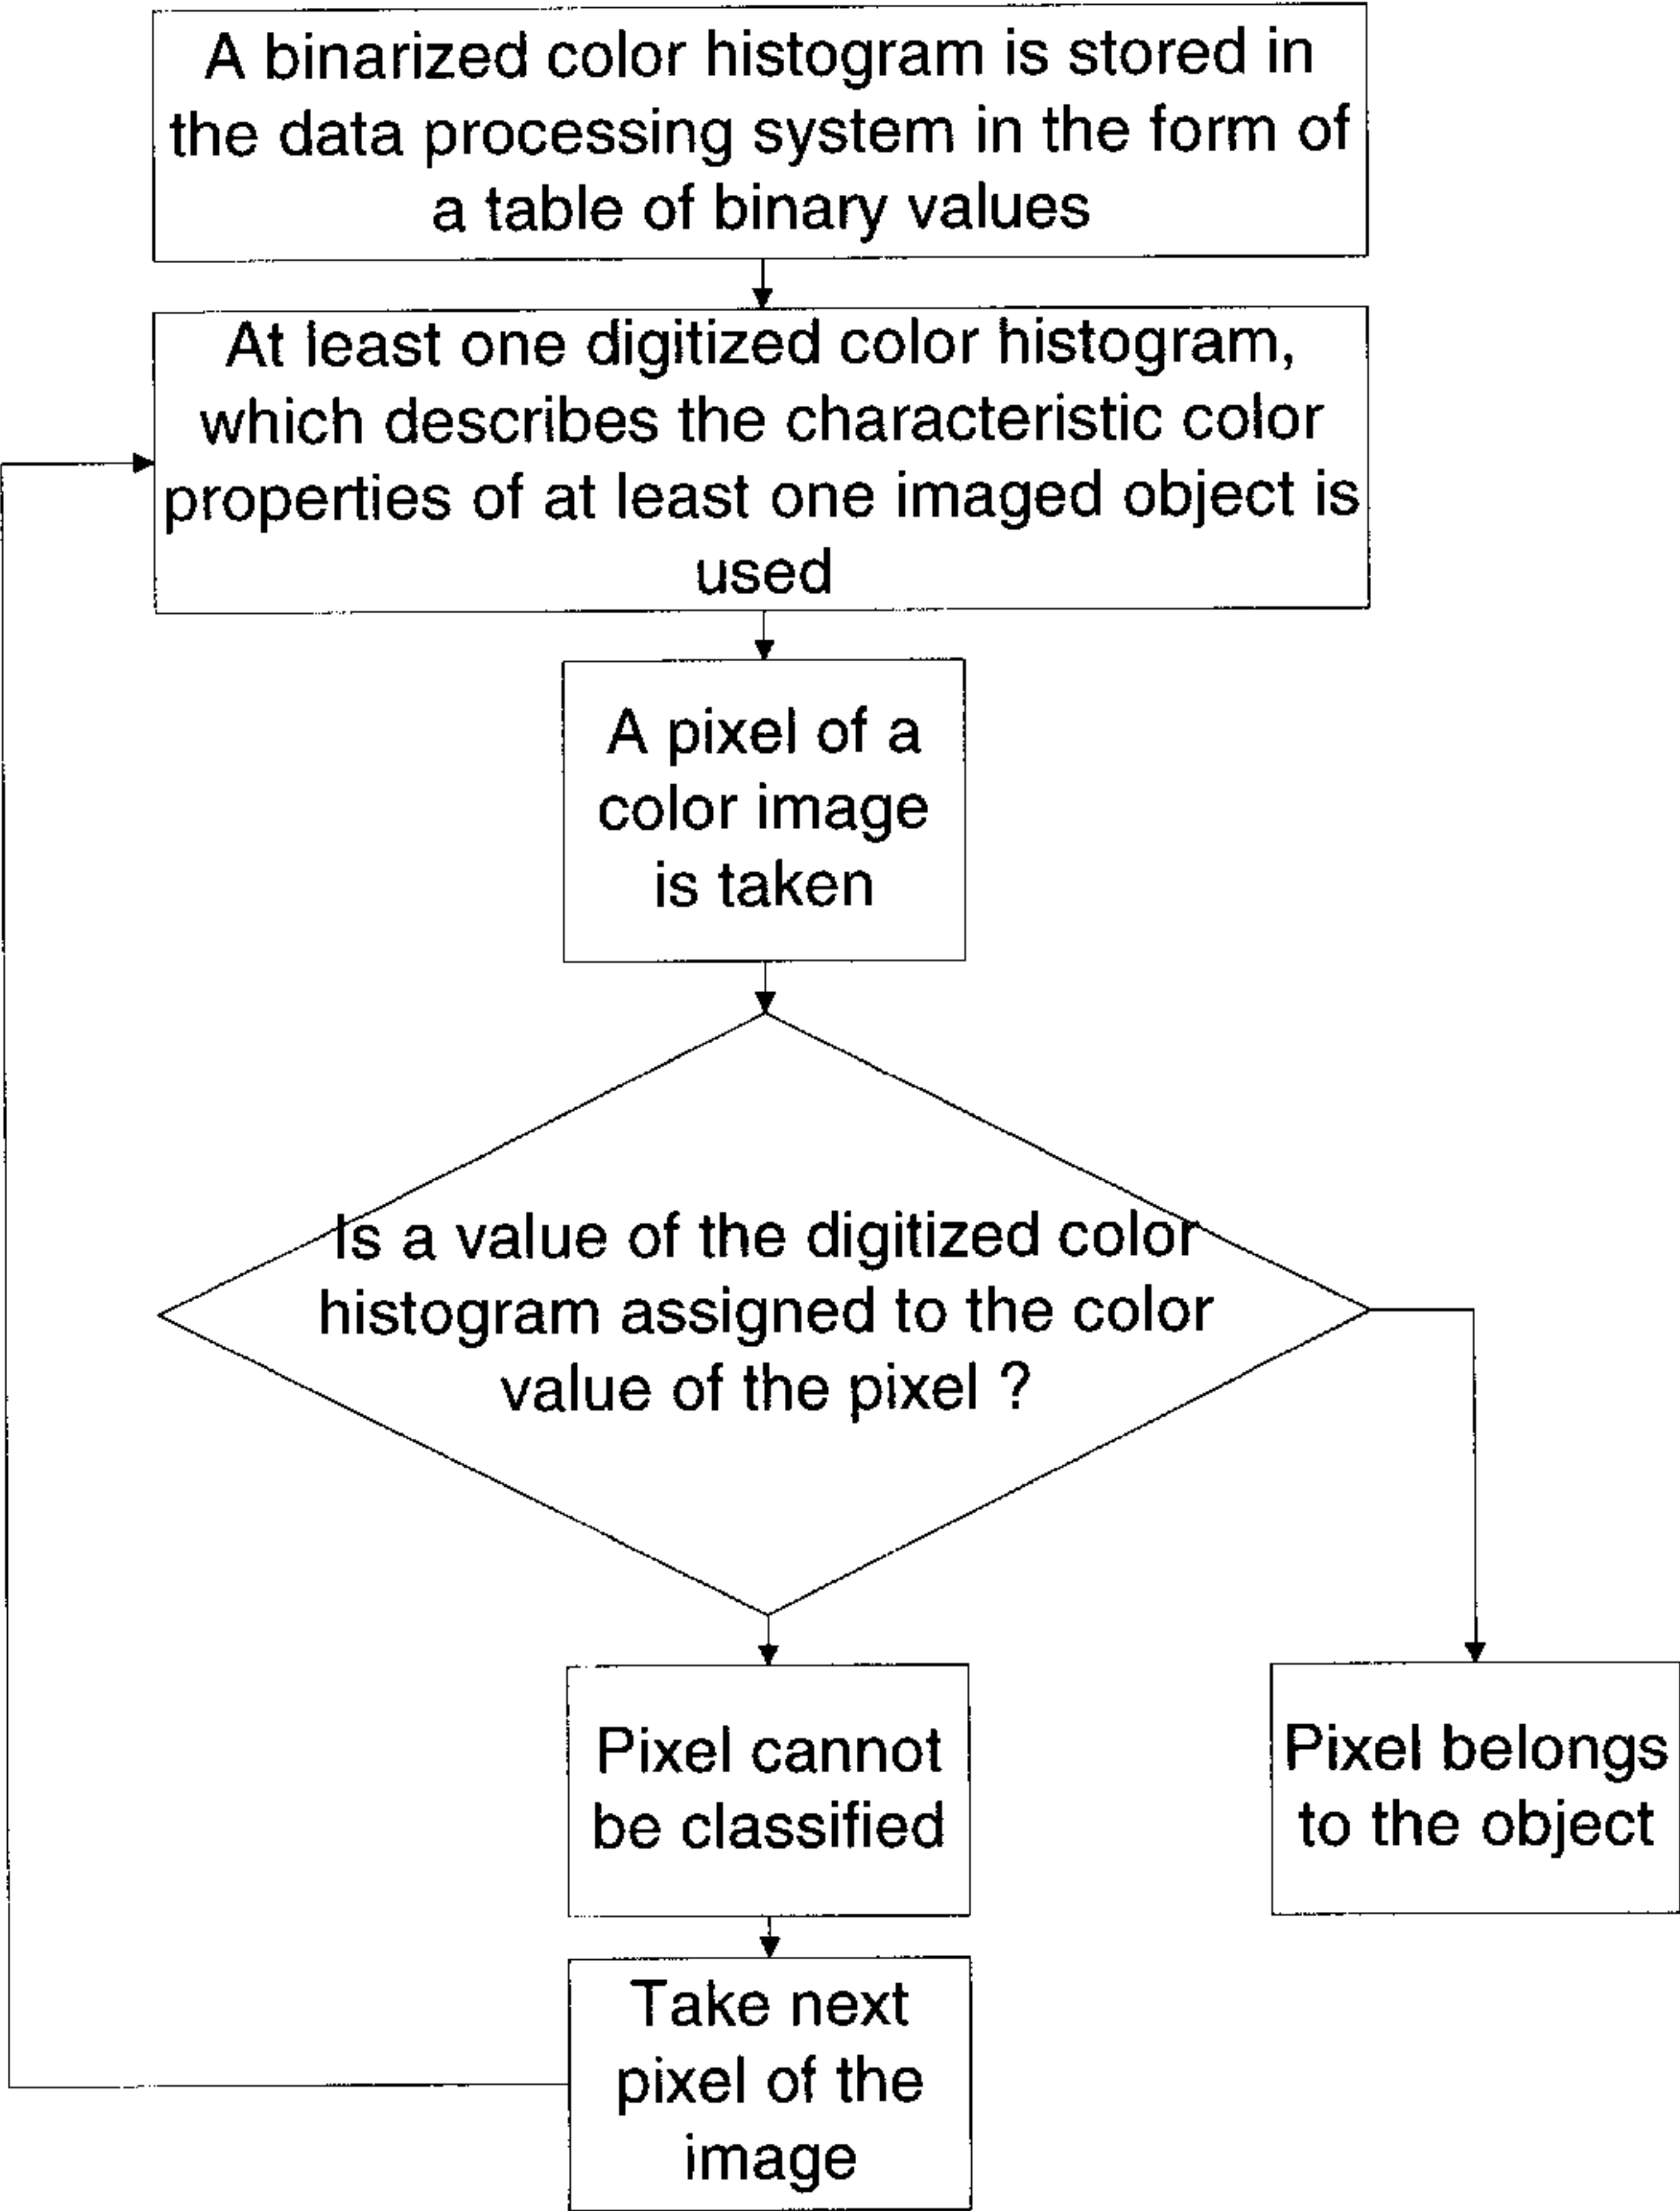 A binarized color histogram is stored in
the data processing system in the form of
a table of binary values
At least one digitized color histogram,
which describes the characteristic color
properties of at least one imaged object is
used
A pixel of a
color image
is taken
Is a value of the digitized color
histogram assigned to the color
value of the pixel ?
Pixel cannot
be classified
Pixel belongs
to the object
Take next
pixel of the
image